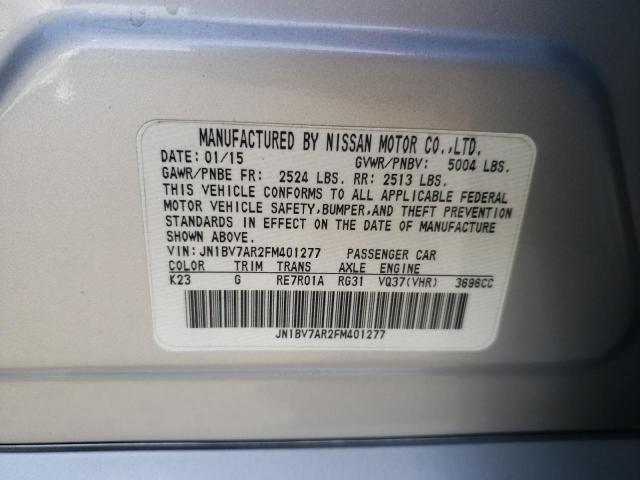 MANUFACTURED BY NISSAN MOTOR CO.,LTD.
DATE: 01/15 GVWR/PNBV: 5004 LBS.
GAWR/PNBE FR: 2524 LBS. RR: 2513 LBS.
THIS VEHICLE CONFORMS TO ALL APPLICABLE FEDERAL
MOTOR VEHICLE SAFETY,BUMPER,AND THEFT PREVENTION
STANDARDS IN EFFECT ON THE DATE OF MANUFACTURE
SHOWN ABOVE.
VIN: JN1BV7AR2FM401277 PASSENGER CAR
COLOR TRIM TRANS AXLE ENGINE
K23 G RE7R01A RG31 VQ37(VHR) 3696CC
JN1BV7AR2FM401277